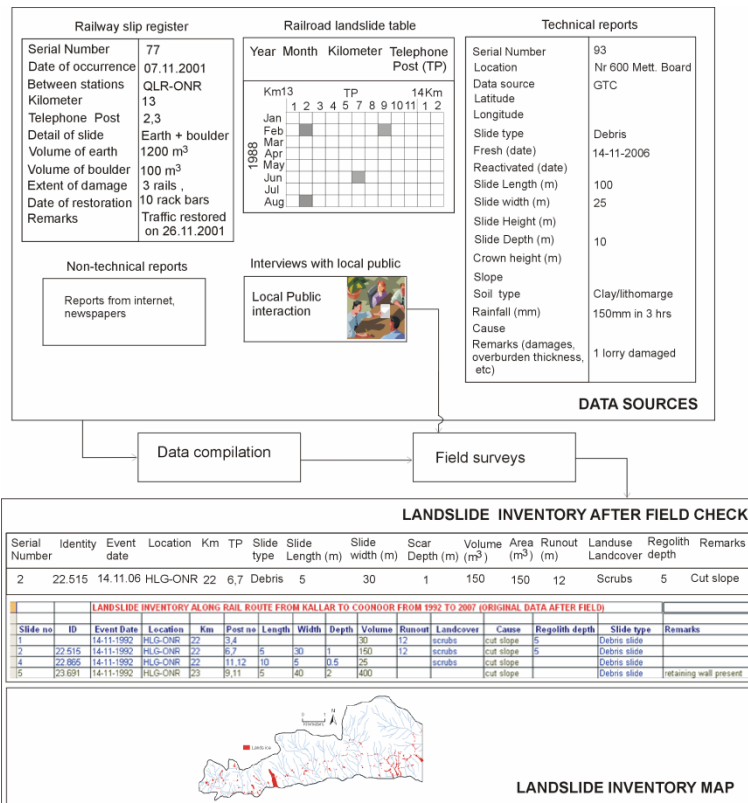 Railway slip register
Serial Number 77
Date of occurrence 07.11.2001
Between stations QLR-ONR
Kilometer 13
Telephone Post 2,3
Detail of slide Earth + boulder
Volume of earth 1200 m³
Volume of boulder 100 m³
Extent of damage 3 rails ,
10 rack bars
Date of restoration
Remarks Traffic restored
on 26.11.2001
Railroad landslide table
Year Month Kilometer Telephone
Post (TP)
Km13 TP 14Km
1 2 3 4 5 6 7 8 9 10 11 1 2
1988
Jan
Feb
Mar
Apr
May
Jun
Jul
Aug
Technical reports
Serial Number 93
Location Nr 600 Mett. Board
Data source GTC
Latitude
Longitude
Slide type Debris
Fresh (date) 14-11-2006
Reactivated (date)
Slide Length (m) 100
Slide width (m) 25
Slide Height (m)
Slide Depth (m) 10
Crown height (m)
Slope
Soil type Clay/lithomarge
Rainfall (mm) 150mm in 3 hrs
Cause
Remarks (damages,
overburden thickness, 1 lorry damaged
etc)
Non-technical reports
Reports from internet,
newspapers
Interviews with local public
Local Public
interaction
DATA SOURCES
Data compilation
Field surveys
LANDSLIDE INVENTORY AFTER FIELD CHECK
Serial Number Identity Event date Location Km TP Slide type Slide Length (m) Slide width (m) Scar Depth (m) Volume (m³) Area (m³) Runout (m) Landuse Landcover Regolith depth Remarks
2 22.515 14.11.06 HLG-ONR 22 6,7 Debris 5 30 1 150 150 12 Scrubs 5 Cut slope
LANDSLIDE INVENTORY ALONG RAIL ROUTE FROM KALLAR TO COONOOR FROM 1992 TO 2007 (ORIGINAL DATA AFTER FIELD)
Slide no ID Event Date Location Km Post no Length Width Depth Volume Runout Landcover Cause Regolith depth Slide type Remarks
1 14-11-1992 HLG-ONR 22 3,4 30 12 scrubs cut slope 5 Debris slide
2 22.515 14-11-1992 HLG-ONR 22 6,7 5 30 1 150 12 scrubs cut slope 5 Debris slide
4 22.865 14-11-1992 HLG-ONR 22 11,12 10 5 0.5 25 scrubs cut slope Debris slide
5 23.691 14-11-1992 HLG-ONR 23 9,11 5 40 2 400 cut slope Debris slide retaining wall present
N
LANDSLIDE INVENTORY MAP